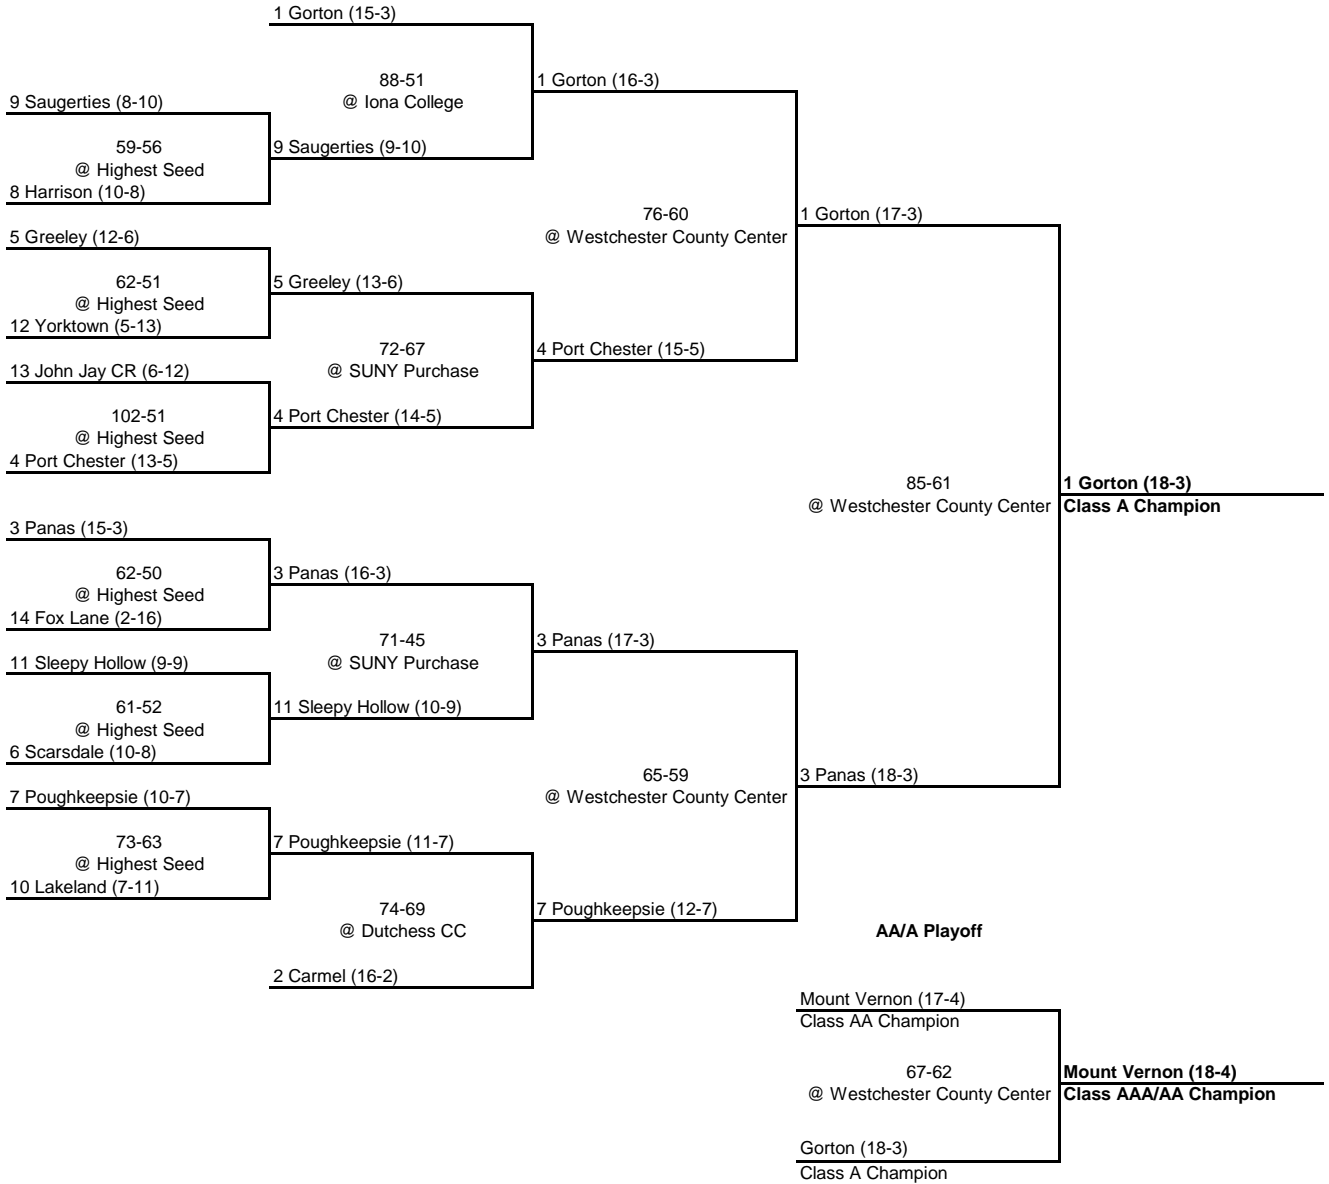 1 Gorton (15-3)
88-51
@ Iona College
1 Gorton (16-3)
9 Saugerties (8-10)
59-56
@ Highest Seed
9 Saugerties (9-10)
8 Harrison (10-8)
76-60
@ Westchester County Center
1 Gorton (17-3)
5 Greeley (12-6)
62-51
@ Highest Seed
5 Greeley (13-6)
12 Yorktown (5-13)
72-67
@ SUNY Purchase
4 Port Chester (15-5)
13 John Jay CR (6-12)
102-51
@ Highest Seed
4 Port Chester (14-5)
4 Port Chester (13-5)
85-61
@ Westchester County Center
1 Gorton (18-3)
Class A Champion
3 Panas (15-3)
62-50
@ Highest Seed
3 Panas (16-3)
14 Fox Lane (2-16)
71-45
@ SUNY Purchase
3 Panas (17-3)
11 Sleepy Hollow (9-9)
61-52
@ Highest Seed
11 Sleepy Hollow (10-9)
6 Scarsdale (10-8)
65-59
@ Westchester County Center
3 Panas (18-3)
7 Poughkeepsie (10-7)
73-63
@ Highest Seed
7 Poughkeepsie (11-7)
10 Lakeland (7-11)
74-69
@ Dutchess CC
7 Poughkeepsie (12-7)
2 Carmel (16-2)
AA/A Playoff
Mount Vernon (17-4)
Class AA Champion
67-62
@ Westchester County Center
Mount Vernon (18-4)
Class AAA/AA Champion
Gorton (18-3)
Class A Champion